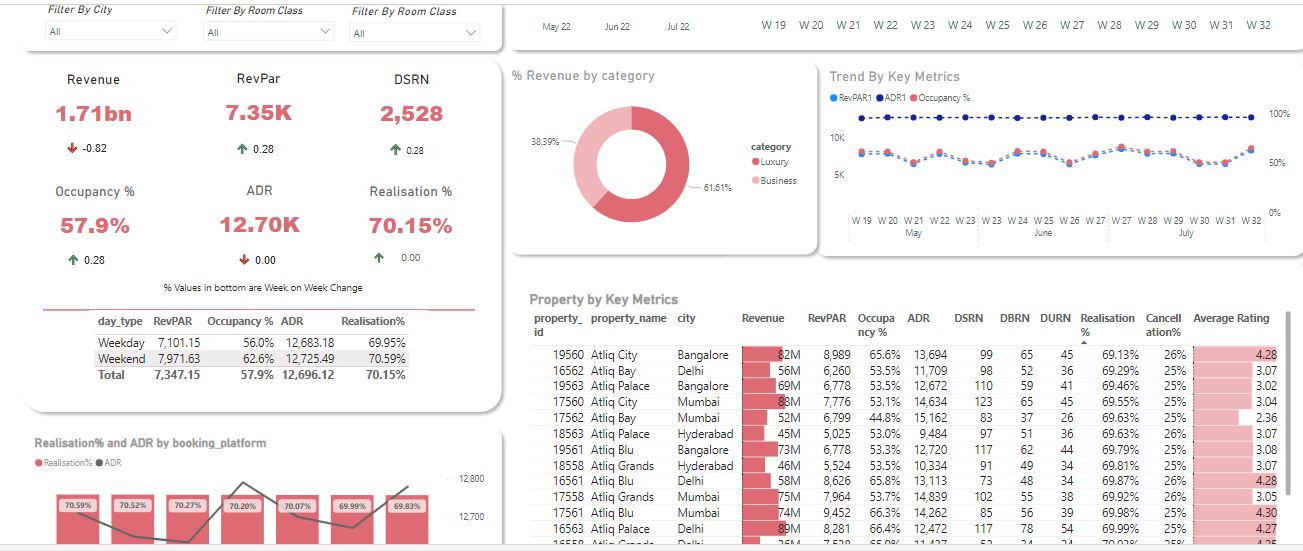 Filter By City
Filter By Room Class
Filter By Room Class
All
All
All
May 22 Jun 22 Jul 22
W 19 W 20 W 21 W 22 W 23 W 24 W 25 W 26 W 27 W 28 W 29 W 30 W 31 W 32
Revenue
RevPar
DSRN
1.71bn
7.35K
2,528
-0.82
0.28
0.28
Occupancy %
ADR
Realisation %
57.9%
12.70K
70.15%
0.28
0.00
0.00
% Values in bottom are Week on Week Change
day_type RevPAR Occupancy % ADR Realisation%
Weekday 7,101.15 56.0% 12,683.18 69.95%
Weekend 7,971.63 62.6% 12,725.49 70.59%
Total 7,347.15 57.9% 12,696.12 70.15%
Realisation% and ADR by booking_platform
Realisation% ADR
12,800
12,700
70.59% 70.52% 70.27% 70.20% 70.07% 69.99% 69.83%
% Revenue by category
38.39%
61.61%
category
Luxury
Business
Trend By Key Metrics
RevPAR1 ADR1 Occupancy %
10K
5K
100%
50%
0%
W 19 W 20 W 21 W 22 W 23 W 23 W 24 W 25 W 26 W 27 W 28 W 29 W 30 W 31 W 32
May June July
Property by Key Metrics
property_id property_name city Revenue RevPAR Occupancy % ADR DSRN DBRN DURN Realisation % Cancellation% Average Rating
19560 Atliq City Bangalore 82M 8,989 65.6% 13,694 99 65 45 69.13% 26% 4.28
16562 Atliq Bay Delhi 56M 6,260 53.5% 11,709 98 52 36 69.29% 25% 3.07
19563 Atliq Palace Bangalore 69M 6,778 53.5% 12,672 110 59 41 69.46% 25% 3.02
17560 Atliq City Mumbai 88M 7,776 53.1% 14,634 123 65 45 69.55% 25% 3.04
17562 Atliq Bay Mumbai 52M 6,799 44.8% 15,162 83 37 26 69.63% 25% 2.36
18563 Atliq Palace Hyderabad 45M 5,025 53.0% 9,484 97 51 36 69.63% 26% 3.07
19561 Atliq Blu Bangalore 73M 6,778 53.3% 12,720 117 62 44 69.79% 25% 3.08
18558 Atliq Grands Hyderabad 46M 5,524 53.5% 10,334 91 49 34 69.81% 25% 3.07
16561 Atliq Blu Delhi 58M 8,626 65.8% 13,113 73 48 34 69.87% 25% 4.28
17558 Atliq Grands Mumbai 75M 7,964 53.7% 14,839 102 55 38 69.92% 26% 3.05
17561 Atliq Blu Mumbai 74M 9,452 66.3% 14,262 85 56 39 69.98% 25% 4.30
16563 Atliq Palace Delhi 89M 8,281 66.4% 12,472 117 78 54 69.99% 25% 4.27